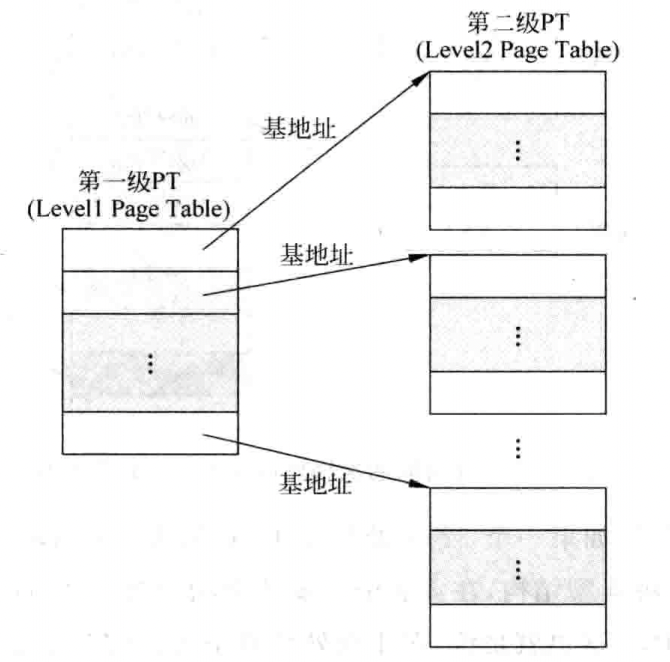 第二级PT
(Level2 Page Table)
基地址
第一级PT
(Level1 Page Table)
基地址
基地址